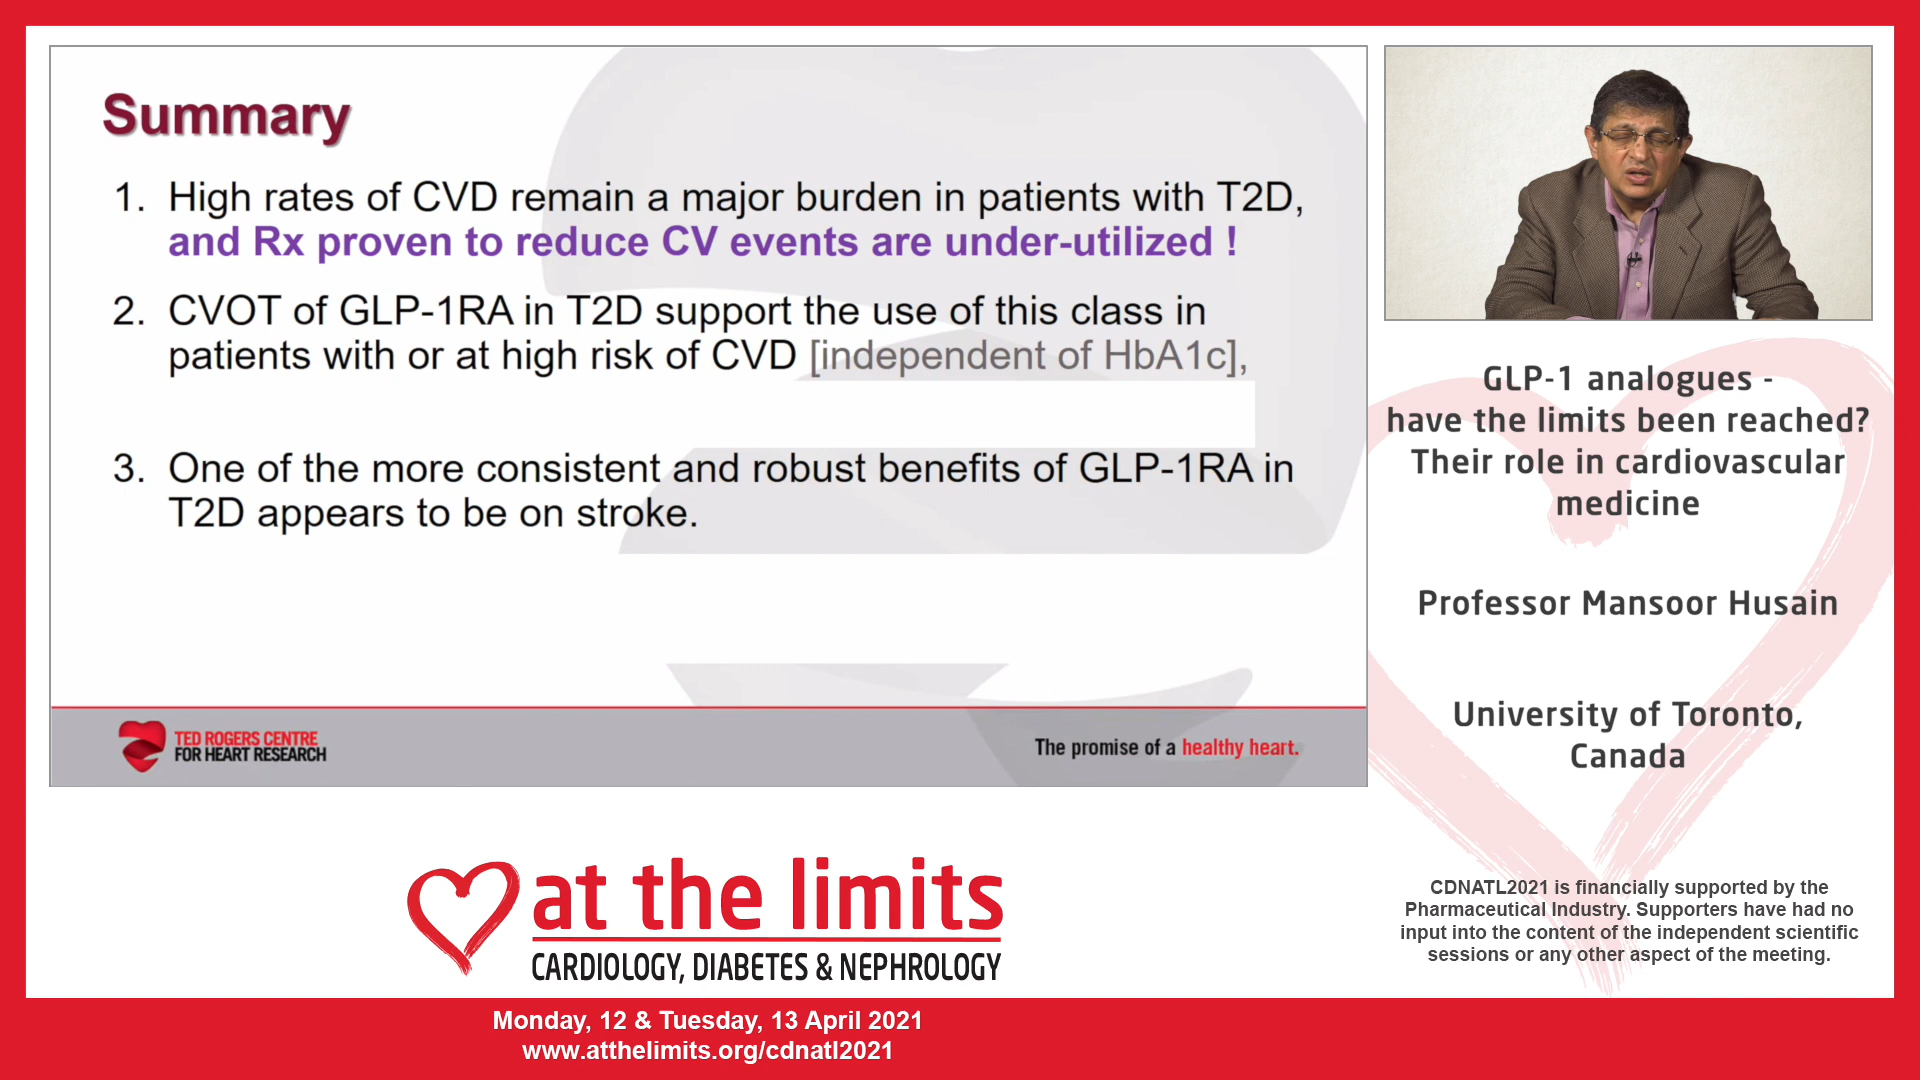 Summary
1. High rates of CVD remain a major burden in patients with T2D,
and Rx proven to reduce CV events are under-utilized !
2. CVOT of GLP-1RA in T2D support the use of this class in
patients with or at high risk of CVD [independent of HbA1c],
3. One of the more consistent and robust benefits of GLP-1RA in
T2D appears to be on stroke.
TED ROGERS CENTRE
FOR HEART RESEARCH
The promise of a healthy heart.
GLP-1 analogues -
have the limits been reached?
Their role in cardiovascular
medicine
Professor Mansoor Husain
University of Toronto,
Canada
at the limits
CARDIOLOGY, DIABETES & NEPHROLOGY
CDNATL2021 is financially supported by the
Pharmaceutical Industry. Supporters have had no
input into the content of the independent scientific
sessions or any other aspect of the meeting.
Monday, 12 & Tuesday, 13 April 2021
www.atthelimits.org/cdnatl2021